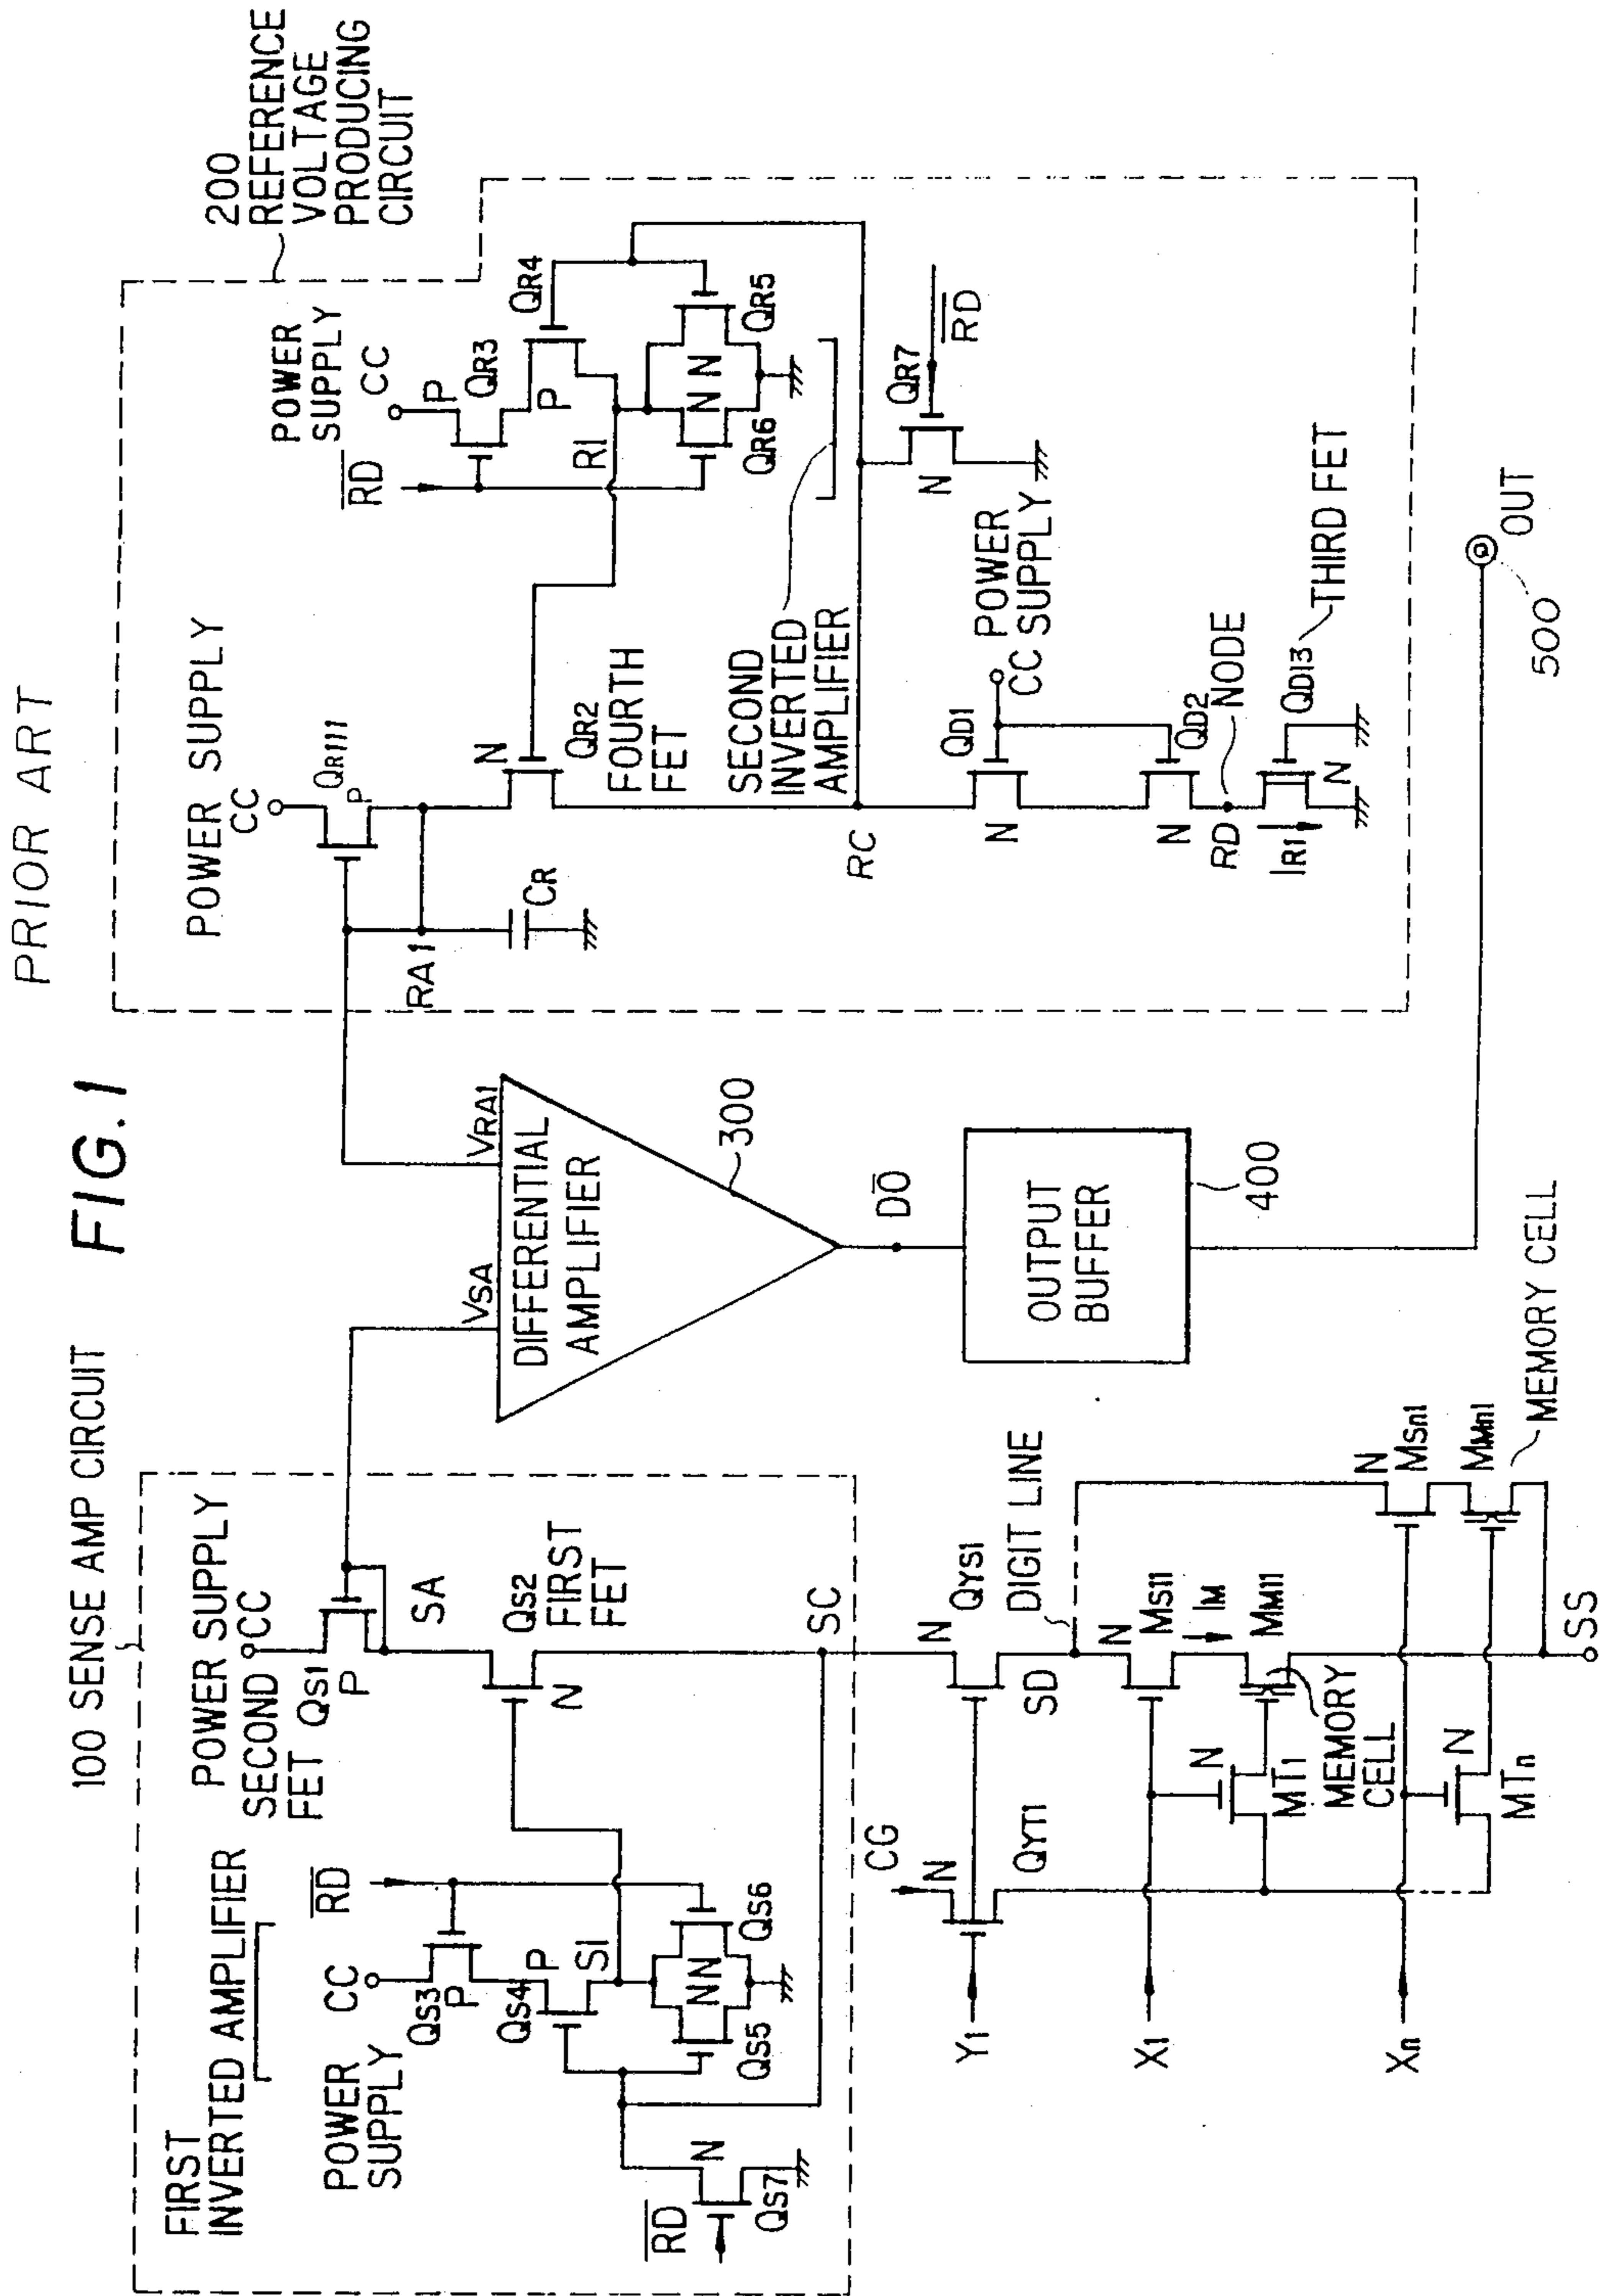 PRIOR ART
FIG. 1
100 SENSE AMP CIRCUIT
FIRST
INVERTED AMPLIFIER
POWER SUPPLY
CC
SECOND
FET QS1
P
SA
QS2
FIRST
FET
N
RD
CC
POWER
SUPPLY
QS3
P
QS4
P
SI
N N
QS5
QS6
RD
N
QS7
SC
CG
N
QYT1
N
QYS1
Y1
SD
DIGIT LINE
N
MS11
IM
MM11
MEMORY
CELL
N
MT1
X1
N
MTn
Xn
N
MSn1
MMn1
MEMORY CELL
SS
VSA
VRA1
DIFFERENTIAL
AMPLIFIER
300
DO
OUTPUT
BUFFER
400
OUT
500
200
REFERENCE
VOLTAGE
PRODUCING
CIRCUIT
POWER SUPPLY
CC
QR111
P
RA1
CR
N
QR2
FOURTH
FET
POWER
SUPPLY
CC
RD
P
QR3
P
QR4
RI
N N
QR6
QR5
SECOND
INVERTED
AMPLIFIER
QR7
RD
N
RC
QD1
N
CC
POWER
SUPPLY
QD2
N
NODE
RD
IR1
QD13
THIRD FET
N